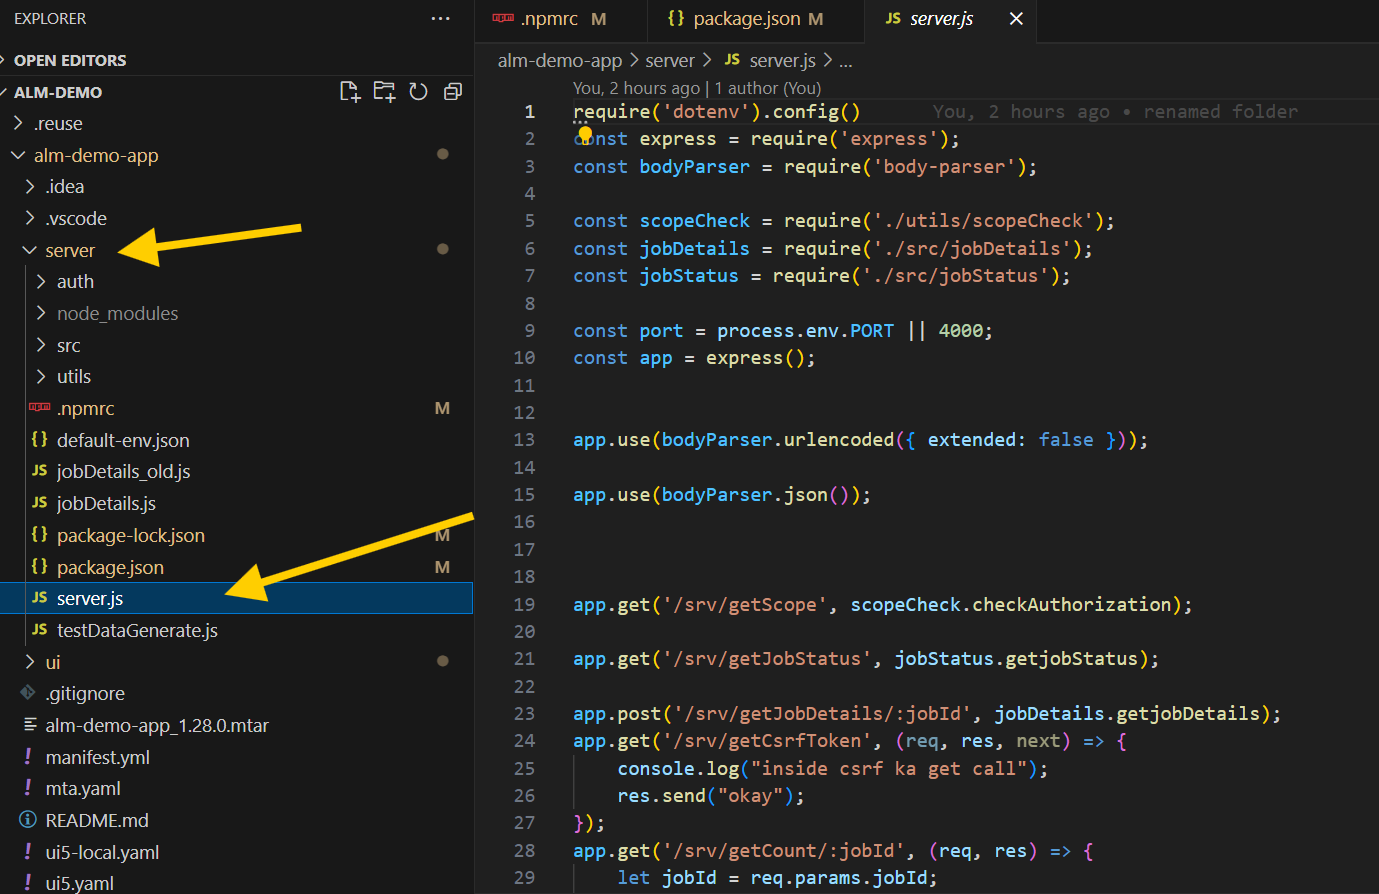 EXPLORER
OPEN EDITORS
ALM-DEMO
.reuse
alm-demo-app
.idea
.vscode
server
auth
node_modules
src
utils
.npmrc M
default-env.json
jobDetails_old.js
jobDetails.js
package-lock.json M
package.json M
server.js
testDataGenerate.js
ui
.gitignore
alm-demo-app_1.28.0.mtar
manifest.yml
mta.yaml
README.md
ui5-local.yaml
ui5.yaml
.npmrc M package.json M server.js
alm-demo-app > server > server.js > ...
You, 2 hours ago | 1 author (You)
1 require('dotenv').config() You, 2 hours ago • renamed folder
2 const express = require('express');
3 const bodyParser = require('body-parser');
4
5 const scopeCheck = require('./utils/scopeCheck');
6 const jobDetails = require('./src/jobDetails');
7 const jobStatus = require('./src/jobStatus');
8
9 const port = process.env.PORT || 4000;
10 const app = express();
11
12
13 app.use(bodyParser.urlencoded({ extended: false }));
14
15 app.use(bodyParser.json());
16
17
18
19 app.get('/srv/getScope', scopeCheck.checkAuthorization);
20
21 app.get('/srv/getJobStatus', jobStatus.getjobStatus);
22
23 app.post('/srv/getJobDetails/:jobId', jobDetails.getjobDetails);
24 app.get('/srv/getCsrfToken', (req, res, next) => {
25 console.log("inside csrf ka get call");
26 res.send("okay");
27 });
28 app.get('/srv/getCount/:jobId', (req, res) => {
29 let jobId = req.params.jobId;